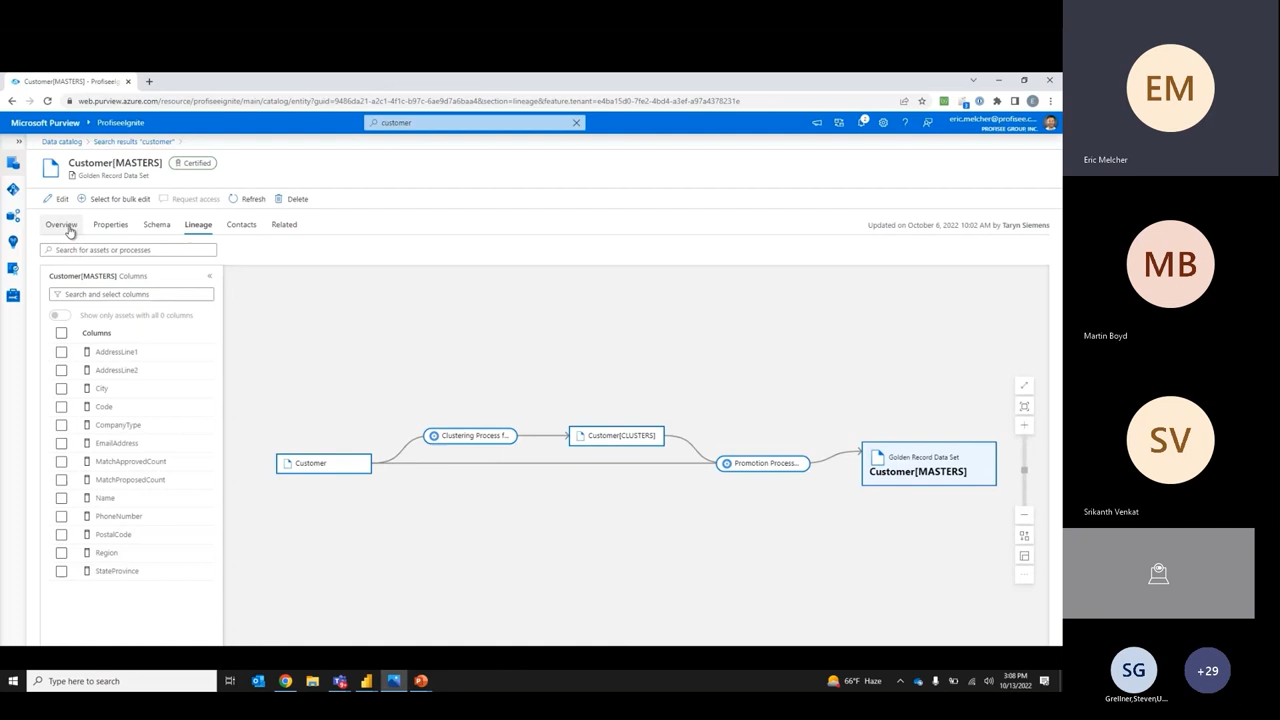 Customer[MASTERS] - Profiseeig
web.purview.azure.com/resource/profiseeignite/main/catalog/entity?guid=9486da21-a2c1-4f1c-b97c-6ae9d7a6baa4&section=lineage&feature.tenant=e4ba15d0-7fe2-4bd4-a3ef-a97a4378231e
Microsoft Purview
ProfiseeIgnite
customer
eric.melcher@profisee.c...
PROFISEE GROUP, INC.
Data catalog > Search results "customer" >
Customer[MASTERS]
Certified
Golden Record Data Set
Edit
Select for bulk edit
Request access
Refresh
Delete
Overview
Properties
Schema
Lineage
Contacts
Related
Updated on October 6, 2022 10:02 AM by Taryn Siemens
Search for assets or processes
Customer[MASTERS] Columns
Search and select columns
Show only assets with all 0 columns
Columns
AddressLine1
AddressLine2
City
Code
CompanyType
EmailAddress
MatchApprovedCount
MatchProposedCount
Name
PhoneNumber
PostalCode
Region
StateProvince
Customer
Clustering Process f...
Customer[CLUSTERS]
Promotion Process...
Golden Record Data Set
Customer[MASTERS]
EM
Eric Melcher
MB
Martin Boyd
SV
Srikanth Venkat
SG
+29
Grellner,Steven,U...
Type here to search
66°F Haze
3:08 PM
10/13/2022